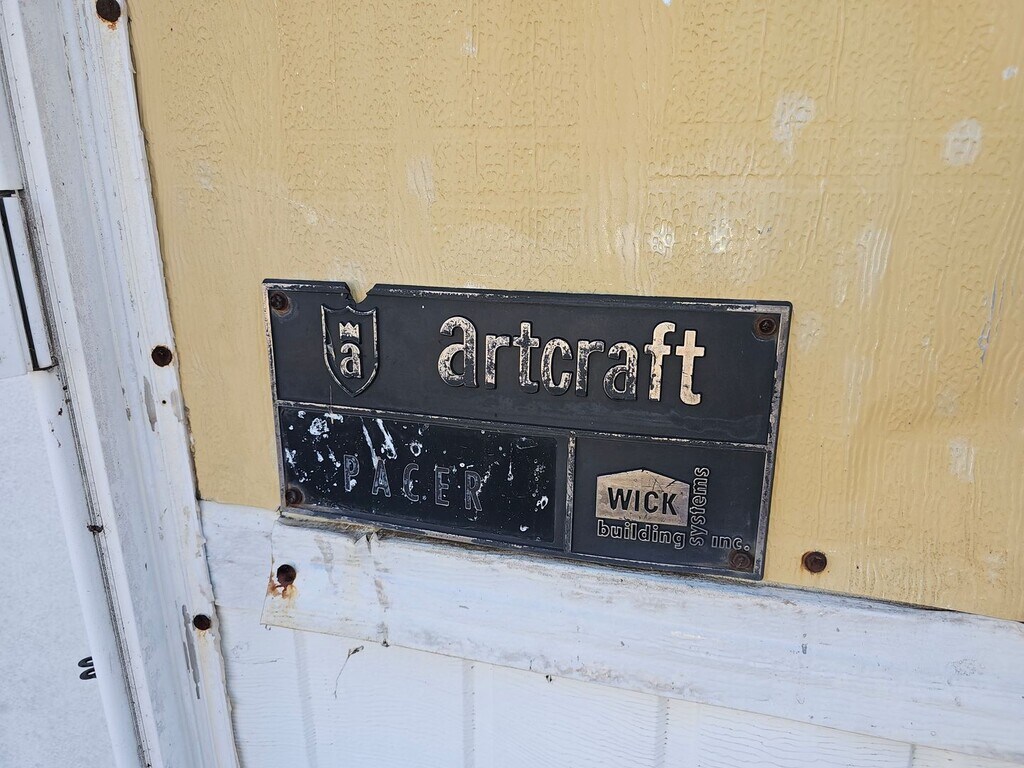 a
artcraft
PACER
WICK
building
systems
inc.